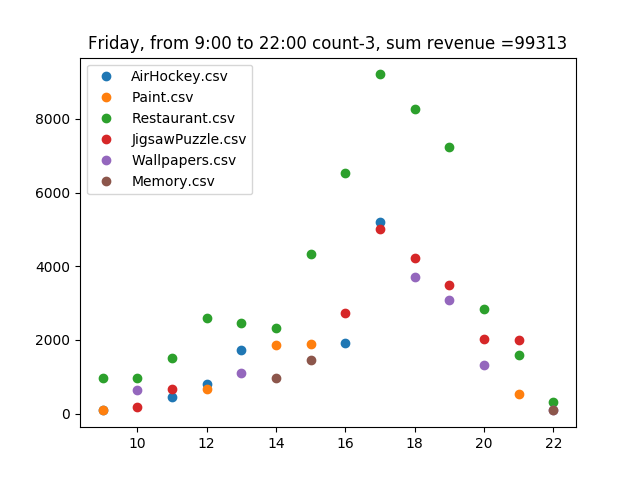 Friday, from 9:00 to 22:00 count-3, sum revenue =99313
AirHockey.csv
Paint.csv
Restaurant.csv
JigsawPuzzle.csv
Wallpapers.csv
Memory.csv
8000
6000
4000
2000
0
10 12 14 16 18 20 22